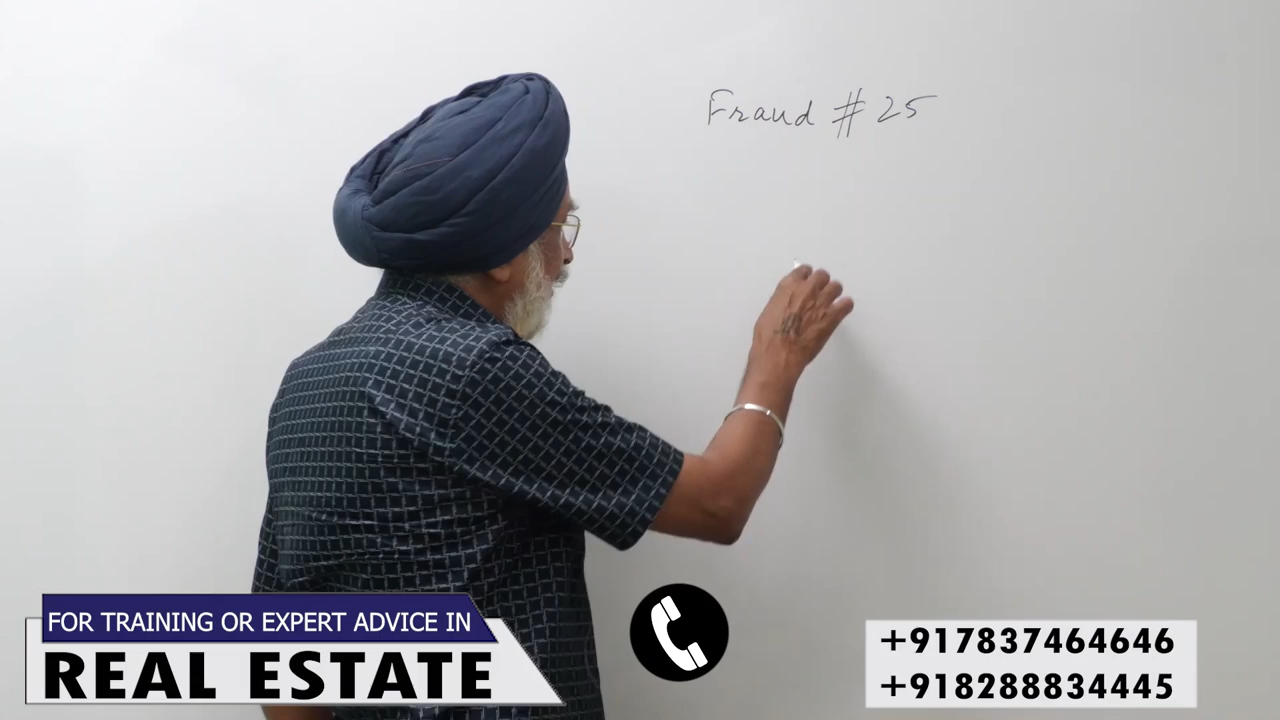 Fraud # 25
FOR TRAINING OR EXPERT ADVICE IN
REAL ESTATE
+917837464646
+918288834445